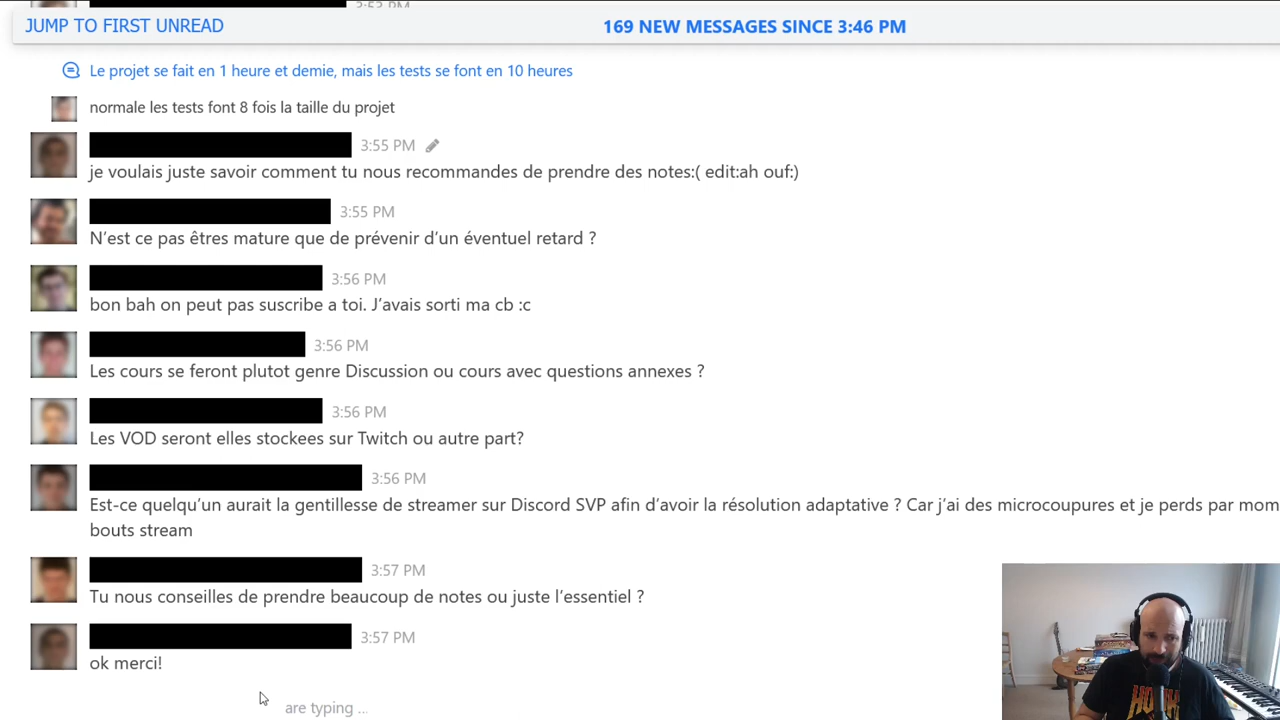 3:53 PM
JUMP TO FIRST UNREAD
169 NEW MESSAGES SINCE 3:46 PM
Le projet se fait en 1 heure et demie, mais les tests se font en 10 heures
normale les tests font 8 fois la taille du projet
3:55 PM
je voulais juste savoir comment tu nous recommandes de prendre des notes:( edit:ah ouf:)
3:55 PM
N’est ce pas êtres mature que de prévenir d’un éventuel retard ?
3:56 PM
bon bah on peut pas suscribe a toi. J’avais sorti ma cb :c
3:56 PM
Les cours se feront plutot genre Discussion ou cours avec questions annexes ?
3:56 PM
Les VOD seront elles stockees sur Twitch ou autre part?
3:56 PM
Est-ce quelqu’un aurait la gentillesse de streamer sur Discord SVP afin d’avoir la résolution adaptative ? Car j’ai des microcoupures et je perds par mom
bouts stream
3:57 PM
Tu nous conseilles de prendre beaucoup de notes ou juste l’essentiel ?
3:57 PM
ok merci!
are typing ...